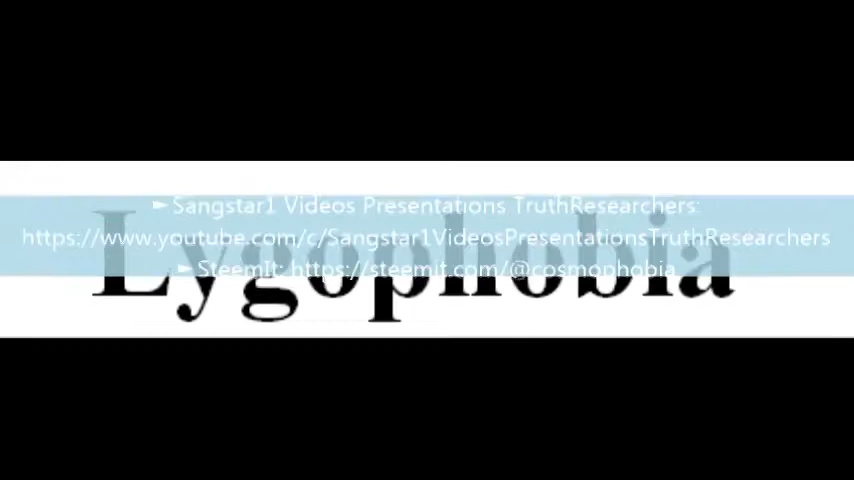 ►Sangstar1 Videos Presentations TruthResearchers:
https://www.youtube.com/c/Sangstar1VideosPresentationsTruthResearchers
►SteemIt: https://steemit.com/@cosmophobia
Lygophobia